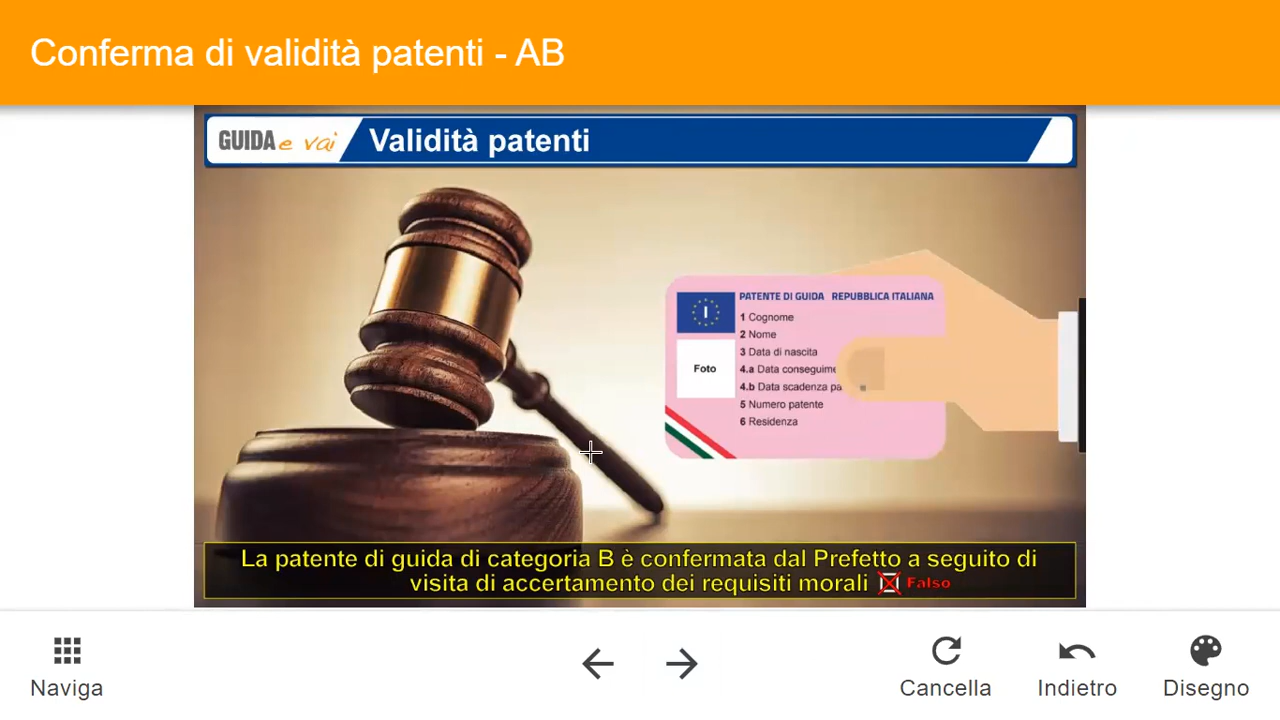 Conferma di validità patenti - AB
GUIDA e vai
Validità patenti
PATENTE DI GUIDA REPUBBLICA ITALIANA
I
1 Cognome
2 Nome
3 Data di nascita
Foto
4.a Data conseguime
4.b Data scadenza pa
5 Numero patente
6 Residenza
La patente di guida di categoria B è confermata dal Prefetto a seguito di
visita di accertamento dei requisiti morali Falso
Naviga
Cancella
Indietro
Disegno